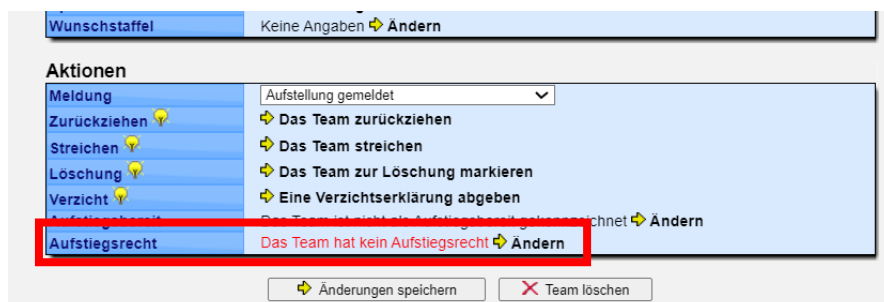 Wunschstaffel Keine Angaben Ändern
Aktionen
Meldung Aufstellung gemeldet
Zurückziehen Das Team zurückziehen
Streichen Das Team streichen
Löschung Das Team zur Löschung markieren
Verzicht Eine Verzichtserklärung abgeben
Aufstiegsbereit Das Team ist nicht als Aufstiegsbereit gekennzeichnet Ändern
Aufstiegsrecht Das Team hat kein Aufstiegsrecht Ändern
Änderungen speichern Team löschen